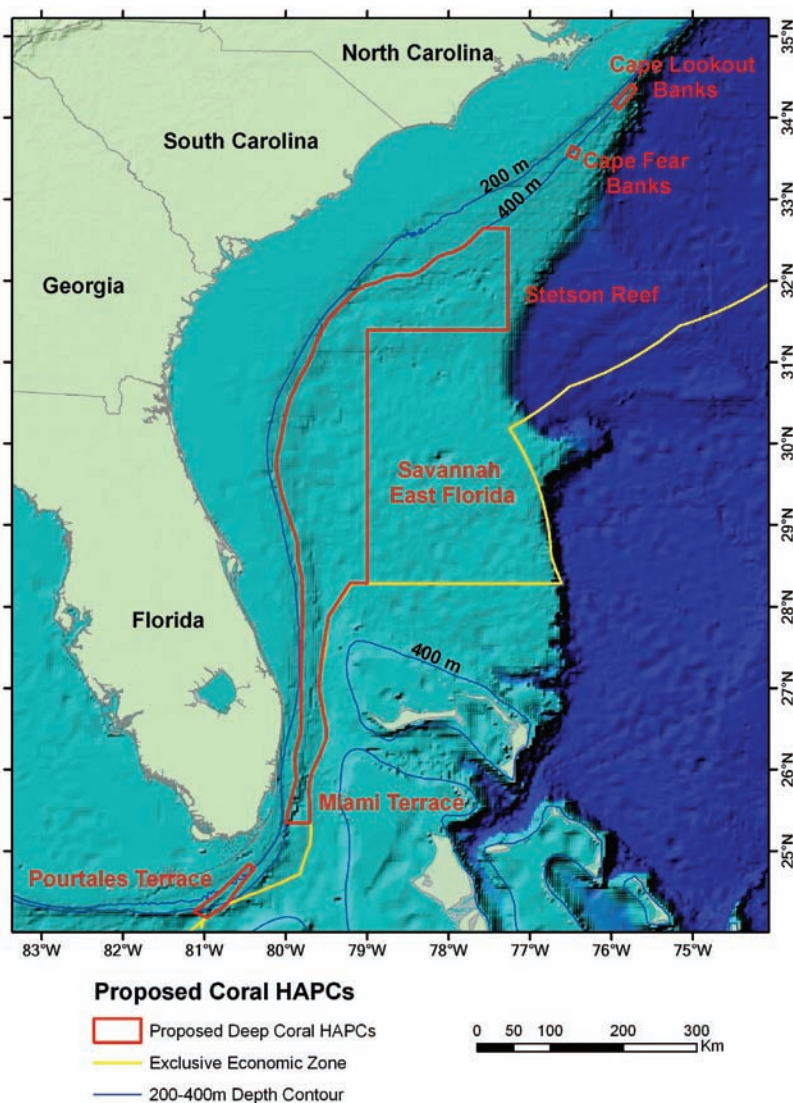 North Carolina
Cape Lookout
Banks
South Carolina
200 m
400 m
Cape Fear
Banks
Georgia
Stetson Reef
Savannah
East Florida
Florida
400 m
Miami Terrace
Pourtales Terrace
35°N
34°N
33°N
32°N
31°N
30°N
29°N
28°N
27°N
26°N
25°N
83°W 82°W 81°W 80°W 79°W 78°W 77°W 76°W 75°W
Proposed Coral HAPCs
Proposed Deep Coral HAPCs
Exclusive Economic Zone
200-400m Depth Contour
0 50 100 200 300
Km